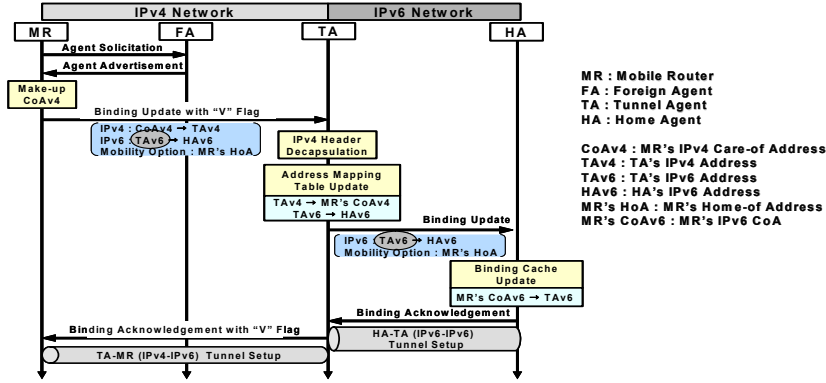 IPv4 Network
IPv6 Network
MR
FA
TA
HA
Agent Solicitation
Agent Advertisement
Make-up
CoAv4
Binding Update with “V” Flag
IPv4 : CoAv4 → TAv4
IPv6 : TAv6 → HAv6
Mobility Option : MR's HoA
IPv4 Header
Decapsulation
Address Mapping
Table Update
TAv4 → MR's CoAv4
TAv6 → HAv6
Binding Update
IPv6 : TAv6 → HAv6
Mobility Option : MR's HoA
Binding Cache
Update
MR's CoAv6 → TAv6
Binding Acknowledgement
Binding Acknowledgement with “V” Flag
HA-TA (IPv6-IPv6)
Tunnel Setup
TA-MR (IPv4-IPv6) Tunnel Setup
MR : Mobile Router
FA : Foreign Agent
TA : Tunnel Agent
HA : Home Agent
CoAv4 : MR's IPv4 Care-of Address
TAv4 : TA's IPv4 Address
TAv6 : TA's IPv6 Address
HAv6 : HA's IPv6 Address
MR's HoA : MR's Home-of Address
MR's CoAv6 : MR's IPv6 CoA